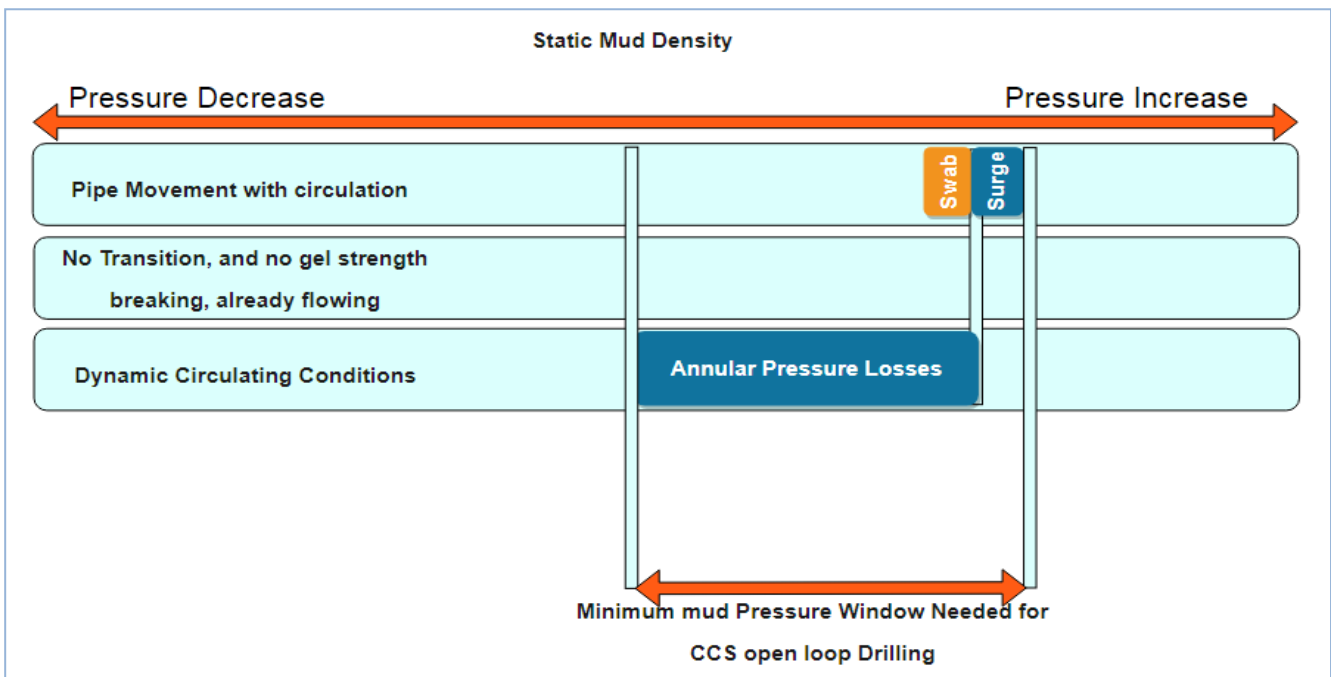 Static Mud Density
Pressure Decrease
Pressure Increase
Pipe Movement with circulation
Swab
Surge
No Transition, and no gel strength
breaking, already flowing
Dynamic Circulating Conditions
Annular Pressure Losses
Minimum mud Pressure Window Needed for
CCS open loop Drilling